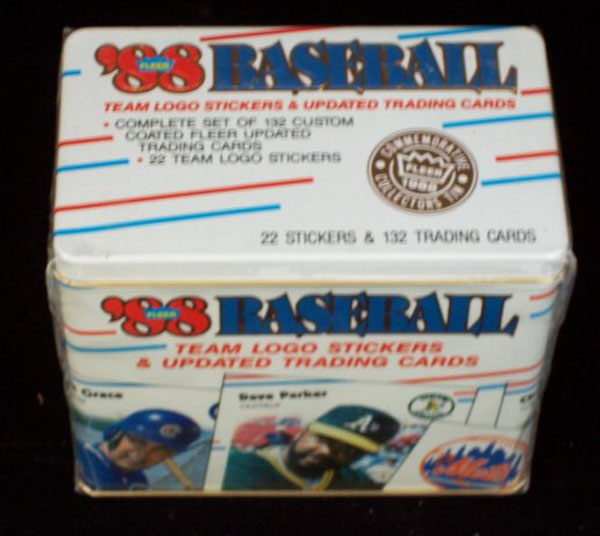 '88 BASEBALL
FLEER
TEAM LOGO STICKERS & UPDATED TRADING CARDS
• COMPLETE SET OF 132 CUSTOM
COATED FLEER UPDATED
TRADING CARDS
• 22 TEAM LOGO STICKERS
COMMEMORATIVE
FLEER
1988
COLLECTORS TIN
22 STICKERS & 132 TRADING CARDS
'88 BASEBALL
FLEER
TEAM LOGO STICKERS
& UPDATED TRADING CARDS
Grace
Dave Parker
A's
Mets